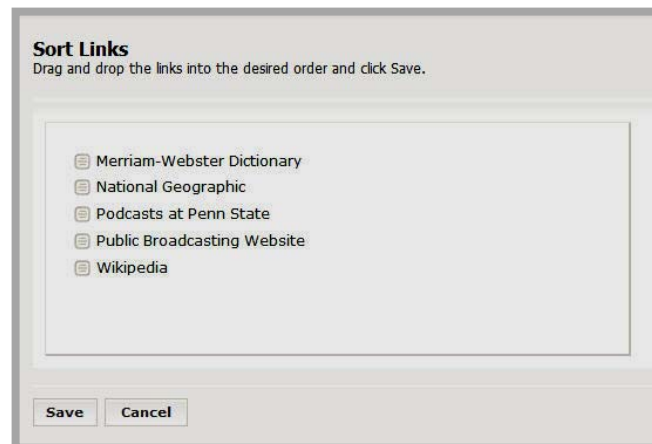 Sort Links
Drag and drop the links into the desired order and click Save.
Merriam-Webster Dictionary
National Geographic
Podcasts at Penn State
Public Broadcasting Website
Wikipedia
Save Cancel